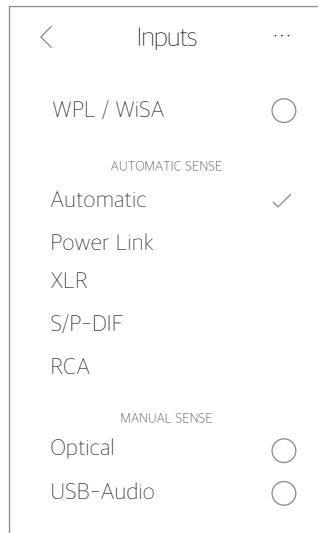 Inputs ...
WPL / WiSA
AUTOMATIC SENSE
Automatic
Power Link
XLR
S/P-DIF
RCA
MANUAL SENSE
Optical
USB-Audio